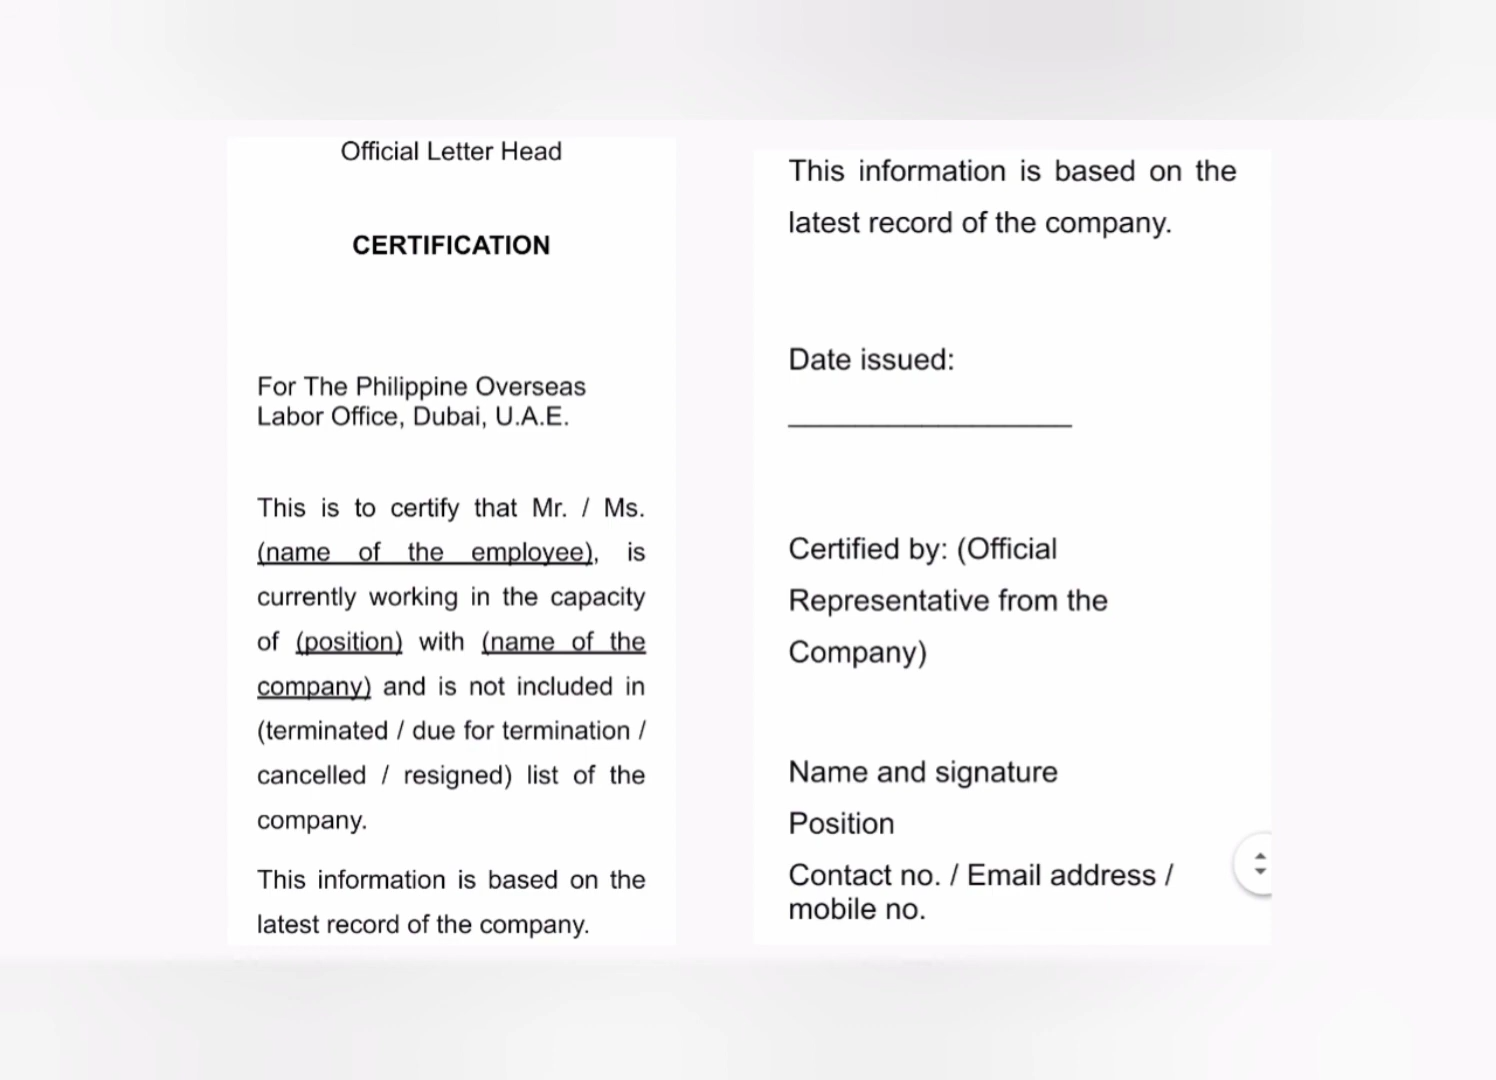 Official Letter Head
CERTIFICATION
For The Philippine Overseas
Labor Office, Dubai, U.A.E.
This is to certify that Mr. / Ms.
(name of the employee), is
currently working in the capacity
of (position) with (name of the
company) and is not included in
(terminated / due for termination /
cancelled / resigned) list of the
company.
This information is based on the
latest record of the company.
This information is based on the
latest record of the company.
Date issued:
Certified by: (Official
Representative from the
Company)
Name and signature
Position
Contact no. / Email address /
mobile no.